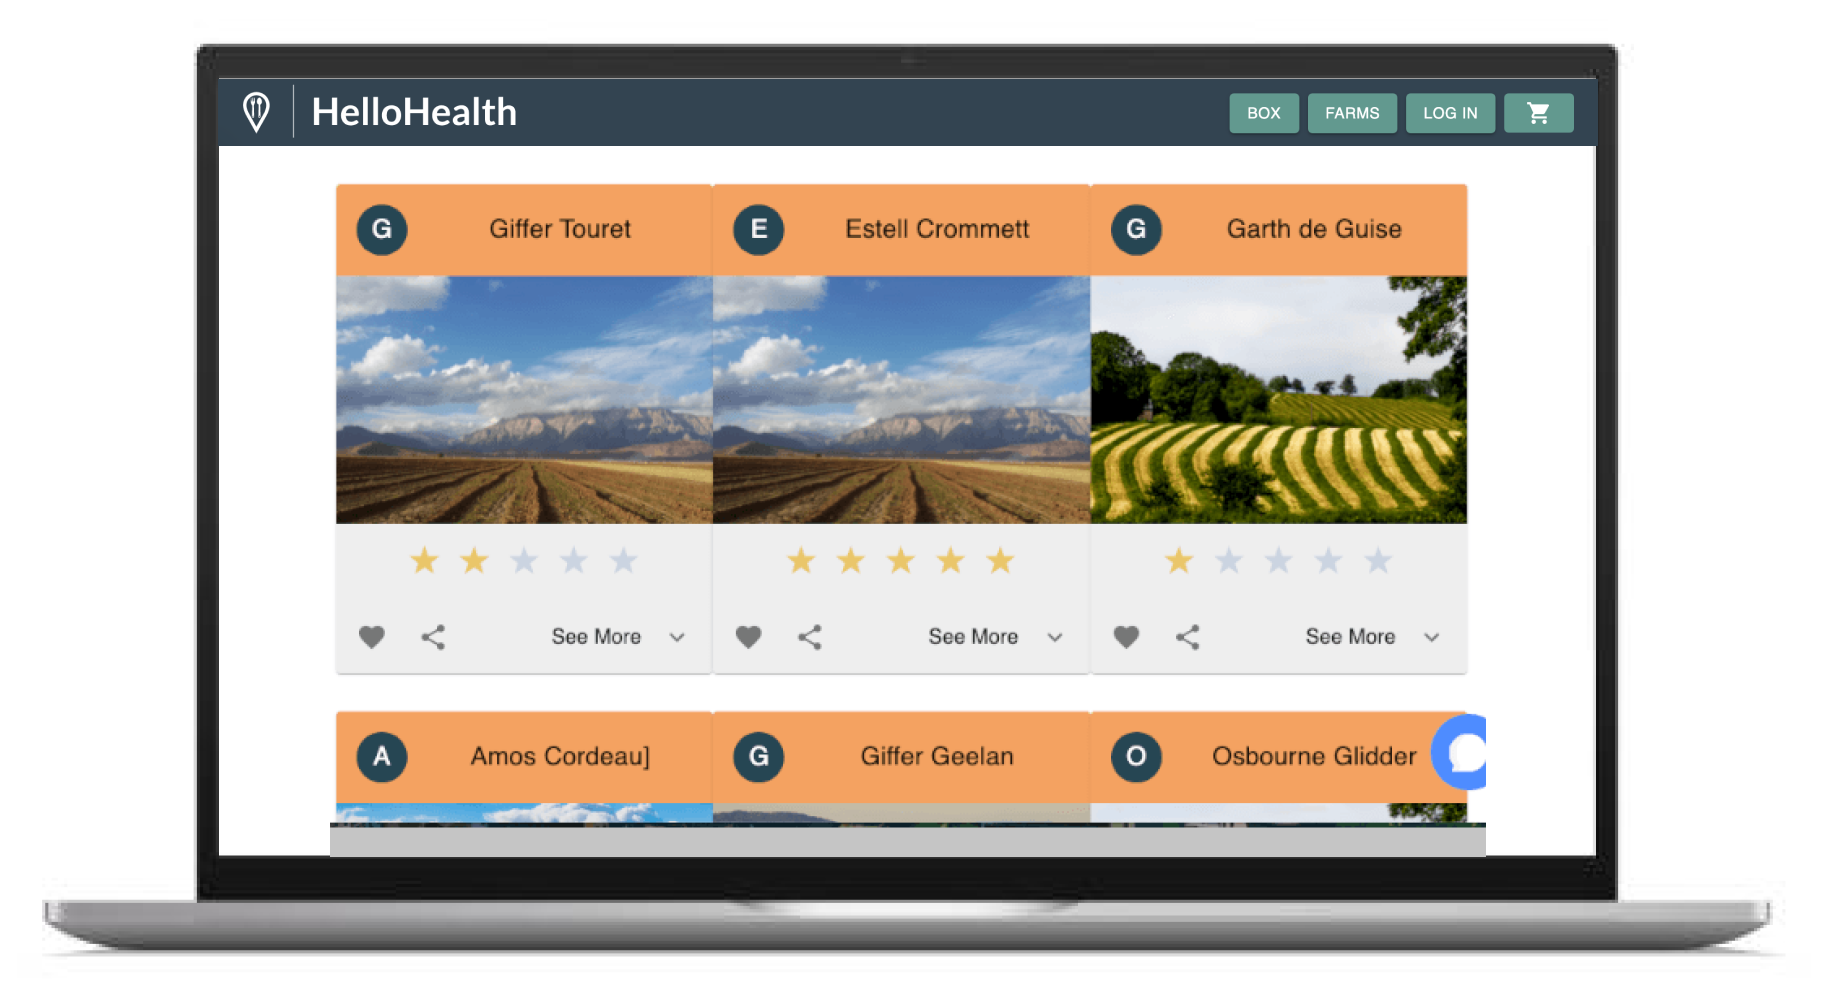 HelloHealth
BOX FARMS LOG IN
G Giffer Touret
E Estell Crommett
G Garth de Guise
See More
See More
See More
A Amos Cordeau]
G Giffer Geelan
O Osbourne Glidder